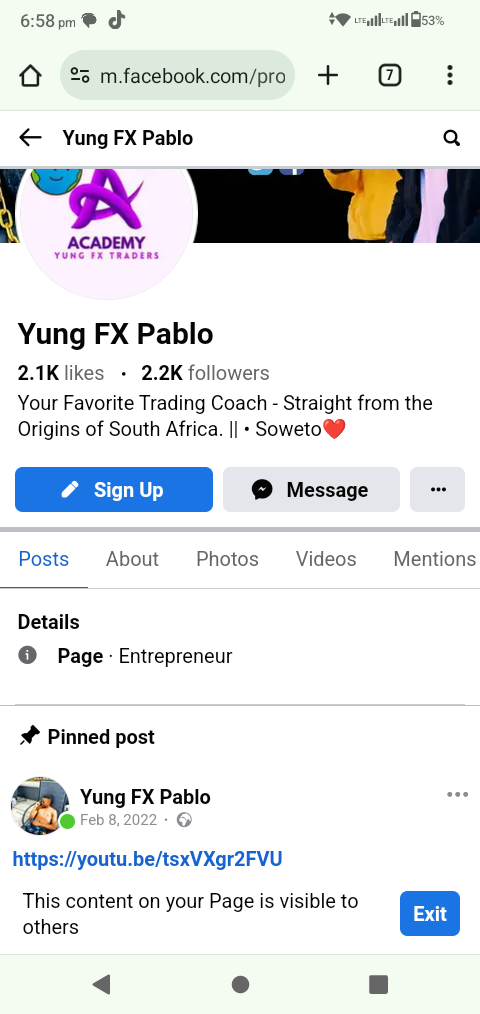 6:58 pm
LTE LTE 53%
m.facebook.com/pro
7
Yung FX Pablo
ACADEMY
YUNG FX TRADERS
Yung FX Pablo
2.1K likes • 2.2K followers
Your Favorite Trading Coach - Straight from the
Origins of South Africa. || • Soweto❤️
Sign Up
Message
Posts About Photos Videos Mentions
Details
Page · Entrepreneur
Pinned post
Yung FX Pablo
Feb 8, 2022 ·
https://youtu.be/tsxVXgr2FVU
This content on your Page is visible to
others
Exit